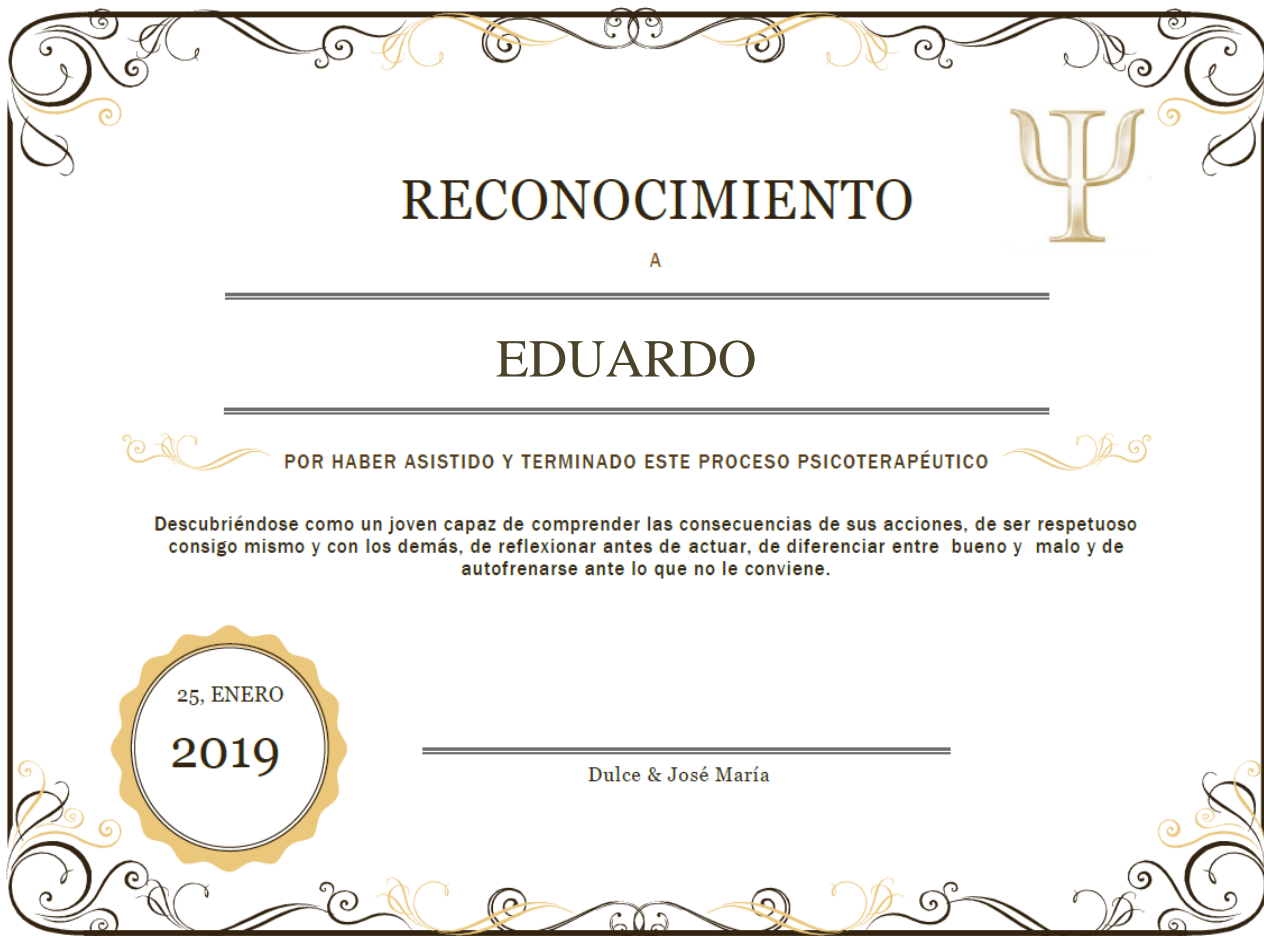 Ψ
RECONOCIMIENTO
A
EDUARDO
POR HABER ASISTIDO Y TERMINADO ESTE PROCESO PSICOTERAPÉUTICO
Descubriéndose como un joven capaz de comprender las consecuencias de sus acciones, de ser respetuoso
consigo mismo y con los demás, de reflexionar antes de actuar, de diferenciar entre bueno y malo y de
autofrenarse ante lo que no le conviene.
25, ENERO
2019
Dulce & José María